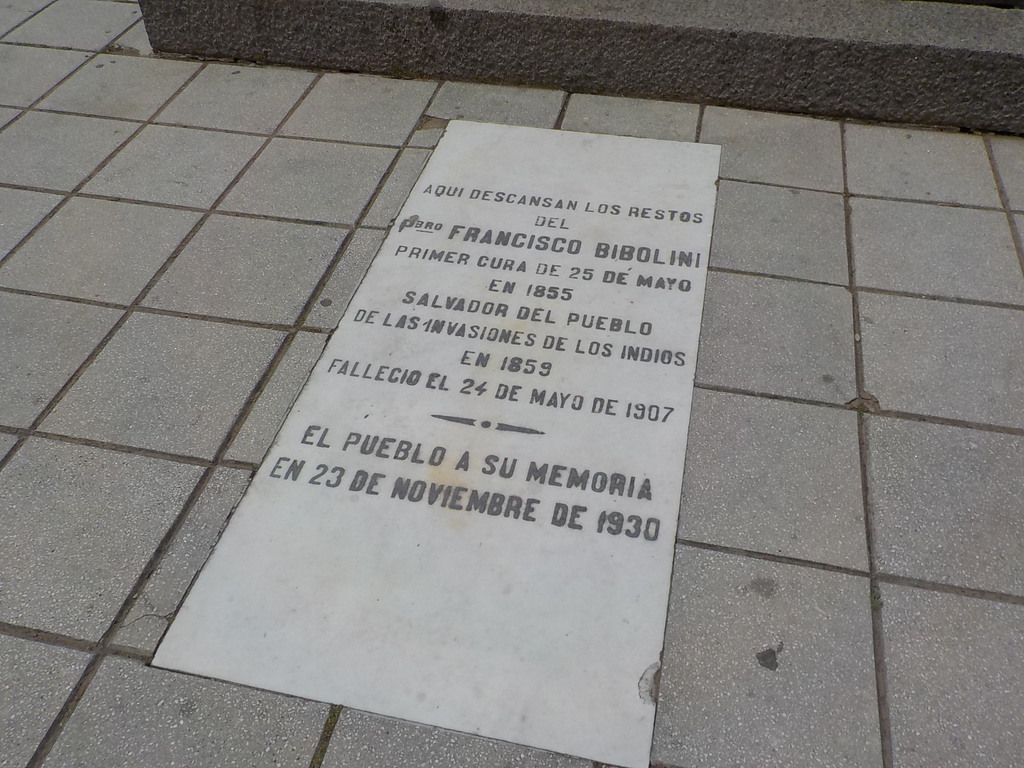 AQUI DESCANSAN LOS RESTOS
DEL
PBRO FRANCISCO BIBOLINI
PRIMER CURA DE 25 DE MAYO
EN 1855
SALVADOR DEL PUEBLO
DE LAS INVASIONES DE LOS INDIOS
EN 1859
FALLECIO EL 24 DE MAYO DE 1907
EL PUEBLO A SU MEMORIA
EN 23 DE NOVIEMBRE DE 1930